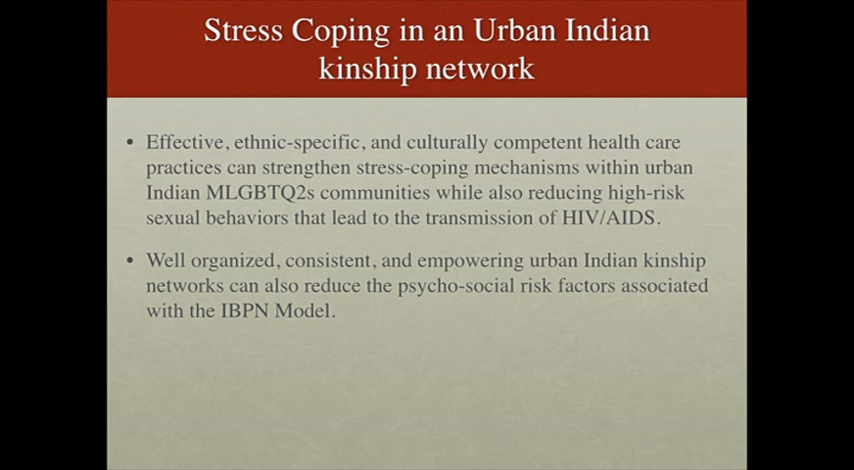 Stress Coping in an Urban Indian
kinship network
• Effective, ethnic-specific, and culturally competent health care
practices can strengthen stress-coping mechanisms within urban
Indian MLGBTQ2s communities while also reducing high-risk
sexual behaviors that lead to the transmission of HIV/AIDS.
• Well organized, consistent, and empowering urban Indian kinship
networks can also reduce the psycho-social risk factors associated
with the IBPN Model.